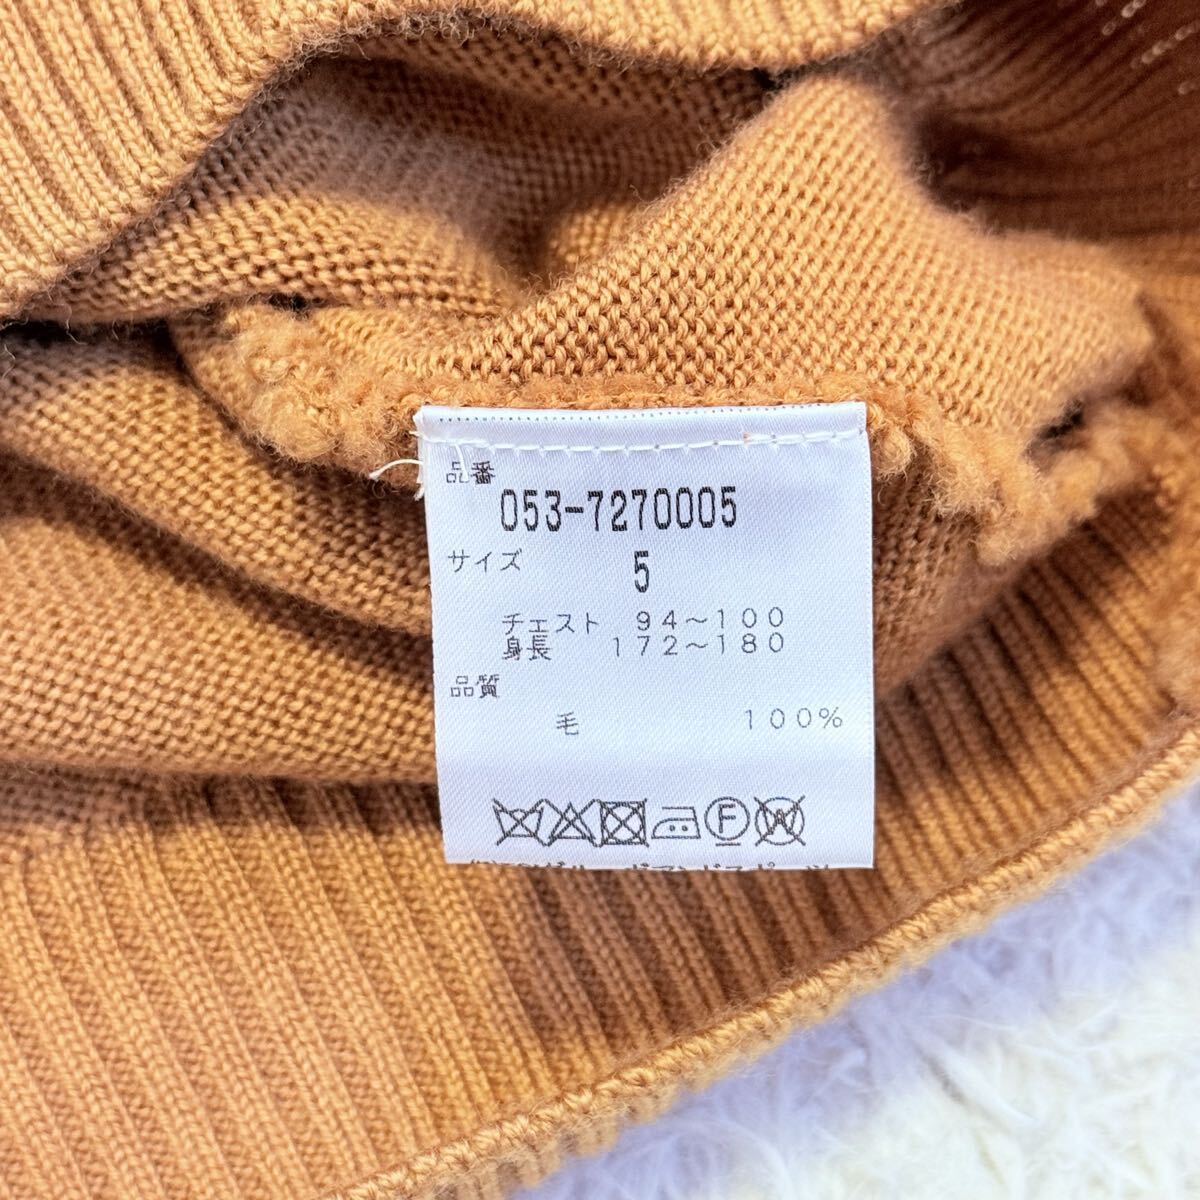 品番
053-7270005
サイズ 5
チェスト 94～100
身長 172～180
品質
毛 100%
F
W